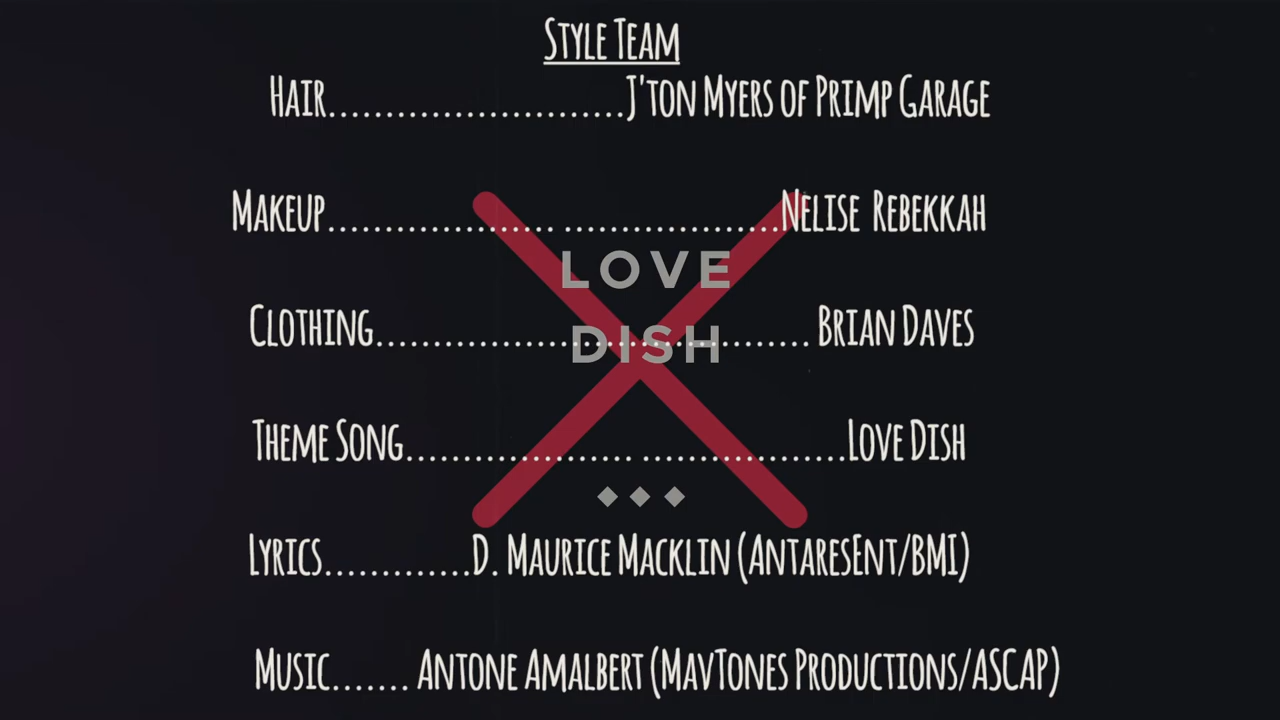 Style Team
Hair.........................J'ton Myers of Primp Garage
Makeup................... ..................Nelise Rebekkah
LOVE
Clothing..................................... Brian Daves
DISH
Theme Song................... .................Love Dish
Lyrics.............D. Maurice Macklin (AntaresEnt/BMI)
Music....... Antone Amalbert (MavTones Productions/ASCAP)